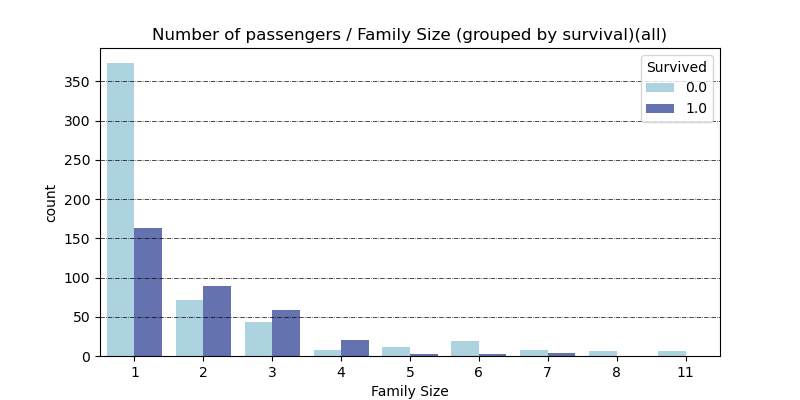 Number of passengers / Family Size (grouped by survival)(all)
Survived
0.0
1.0
350
300
250
200
150
100
50
0
count
1 2 3 4 5 6 7 8 11
Family Size